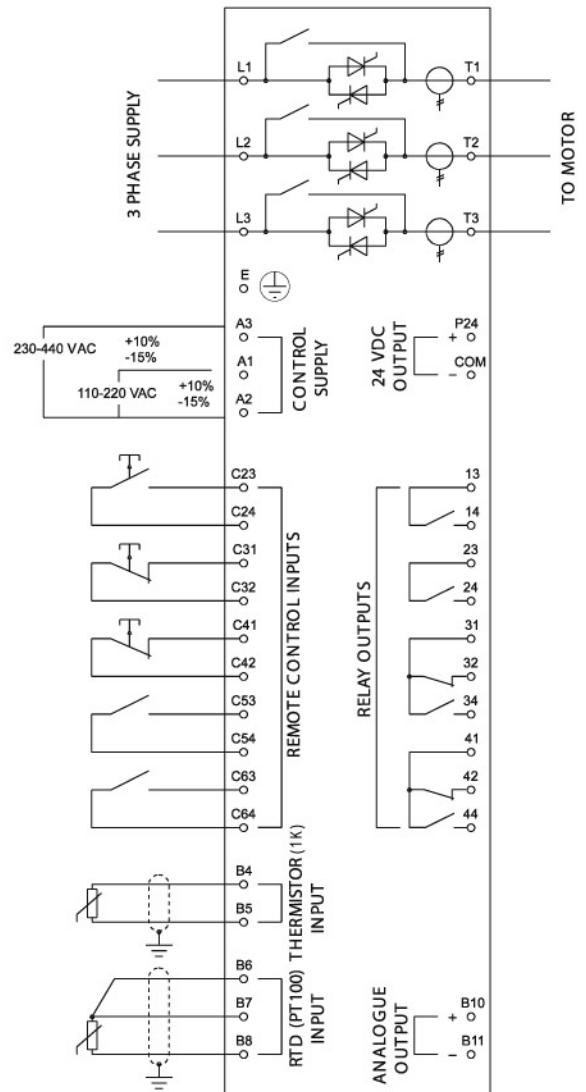 L1
T1
L2
T2
L3
T3
3 PHASE SUPPLY
TO MOTOR
E
A3
230-440 VAC
+10%
-15%
A1
110-220 VAC
+10%
-15%
A2
CONTROL
SUPPLY
24 VDC
OUTPUT
+ P24
- COM
C23
C24
C31
C32
C41
C42
C53
C54
C63
C64
REMOTE CONTROL INPUTS
RELAY OUTPUTS
13
14
23
24
31
32
34
41
42
44
B4
B5
THERMISTOR (1K)
INPUT
B6
B7
B8
RTD (PT100)
INPUT
ANALOGUE
OUTPUT
+ B10
- B11